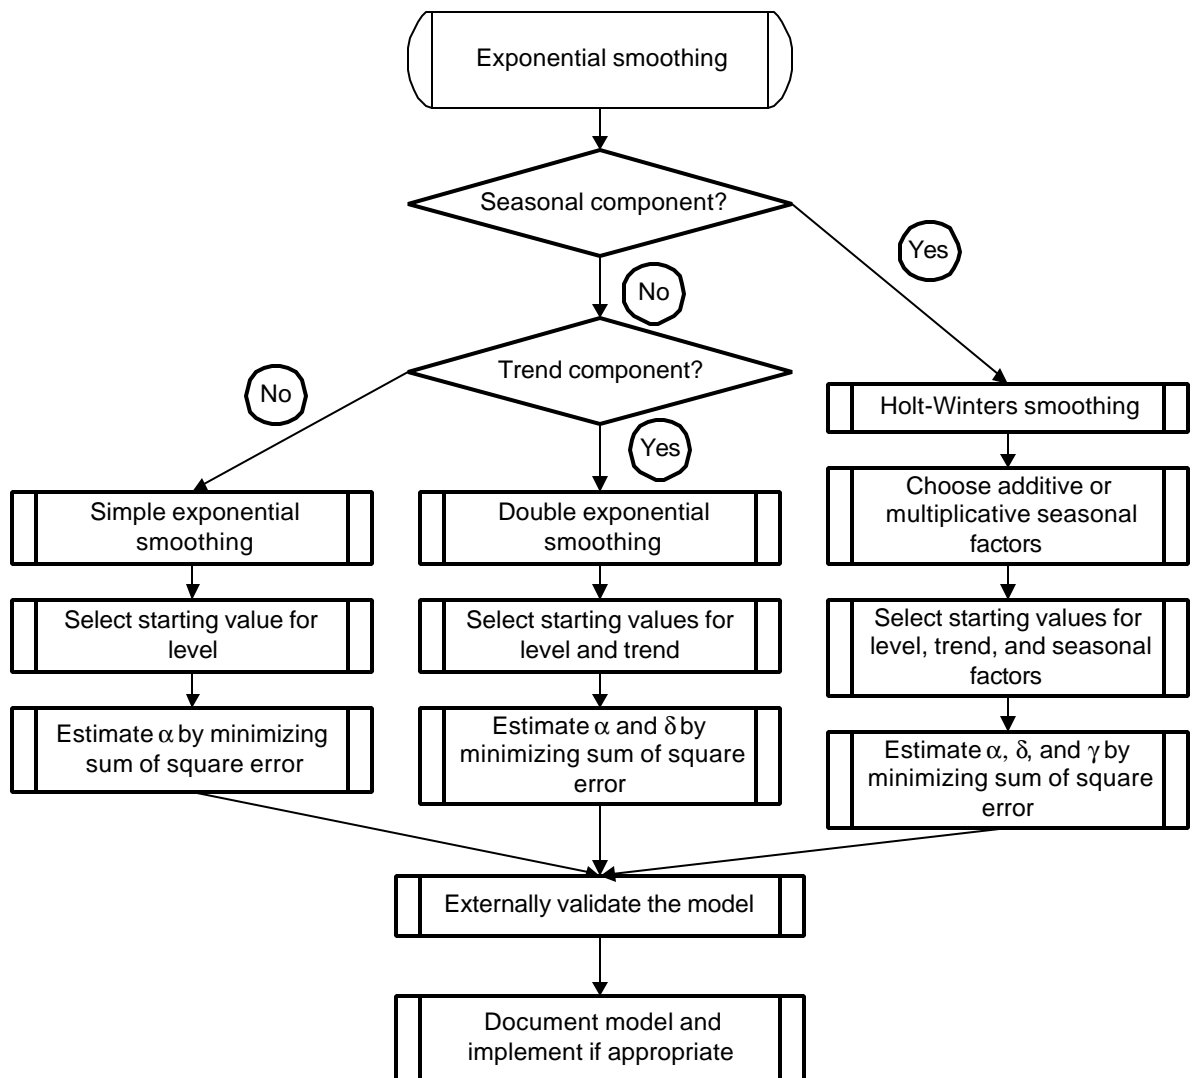 Exponential smoothing
Seasonal component?
Yes
No
Trend component?
No
Yes
Holt-Winters smoothing
Simple exponential
smoothing
Double exponential
smoothing
Choose additive or
multiplicative seasonal
factors
Select starting value for
level
Select starting values for
level and trend
Select starting values for
level, trend, and seasonal
factors
Estimate α by minimizing
sum of square error
Estimate α and δ by
minimizing sum of square
error
Estimate α, δ, and γ by
minimizing sum of square
error
Externally validate the model
Document model and
implement if appropriate